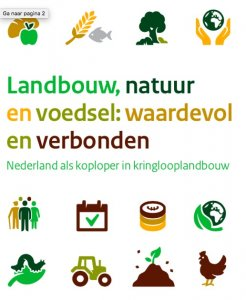 Ga naar pagina 2
Landbouw, natuur
en voedsel: waardevol
en verbonden
Nederland als koploper in kringlooplandbouw